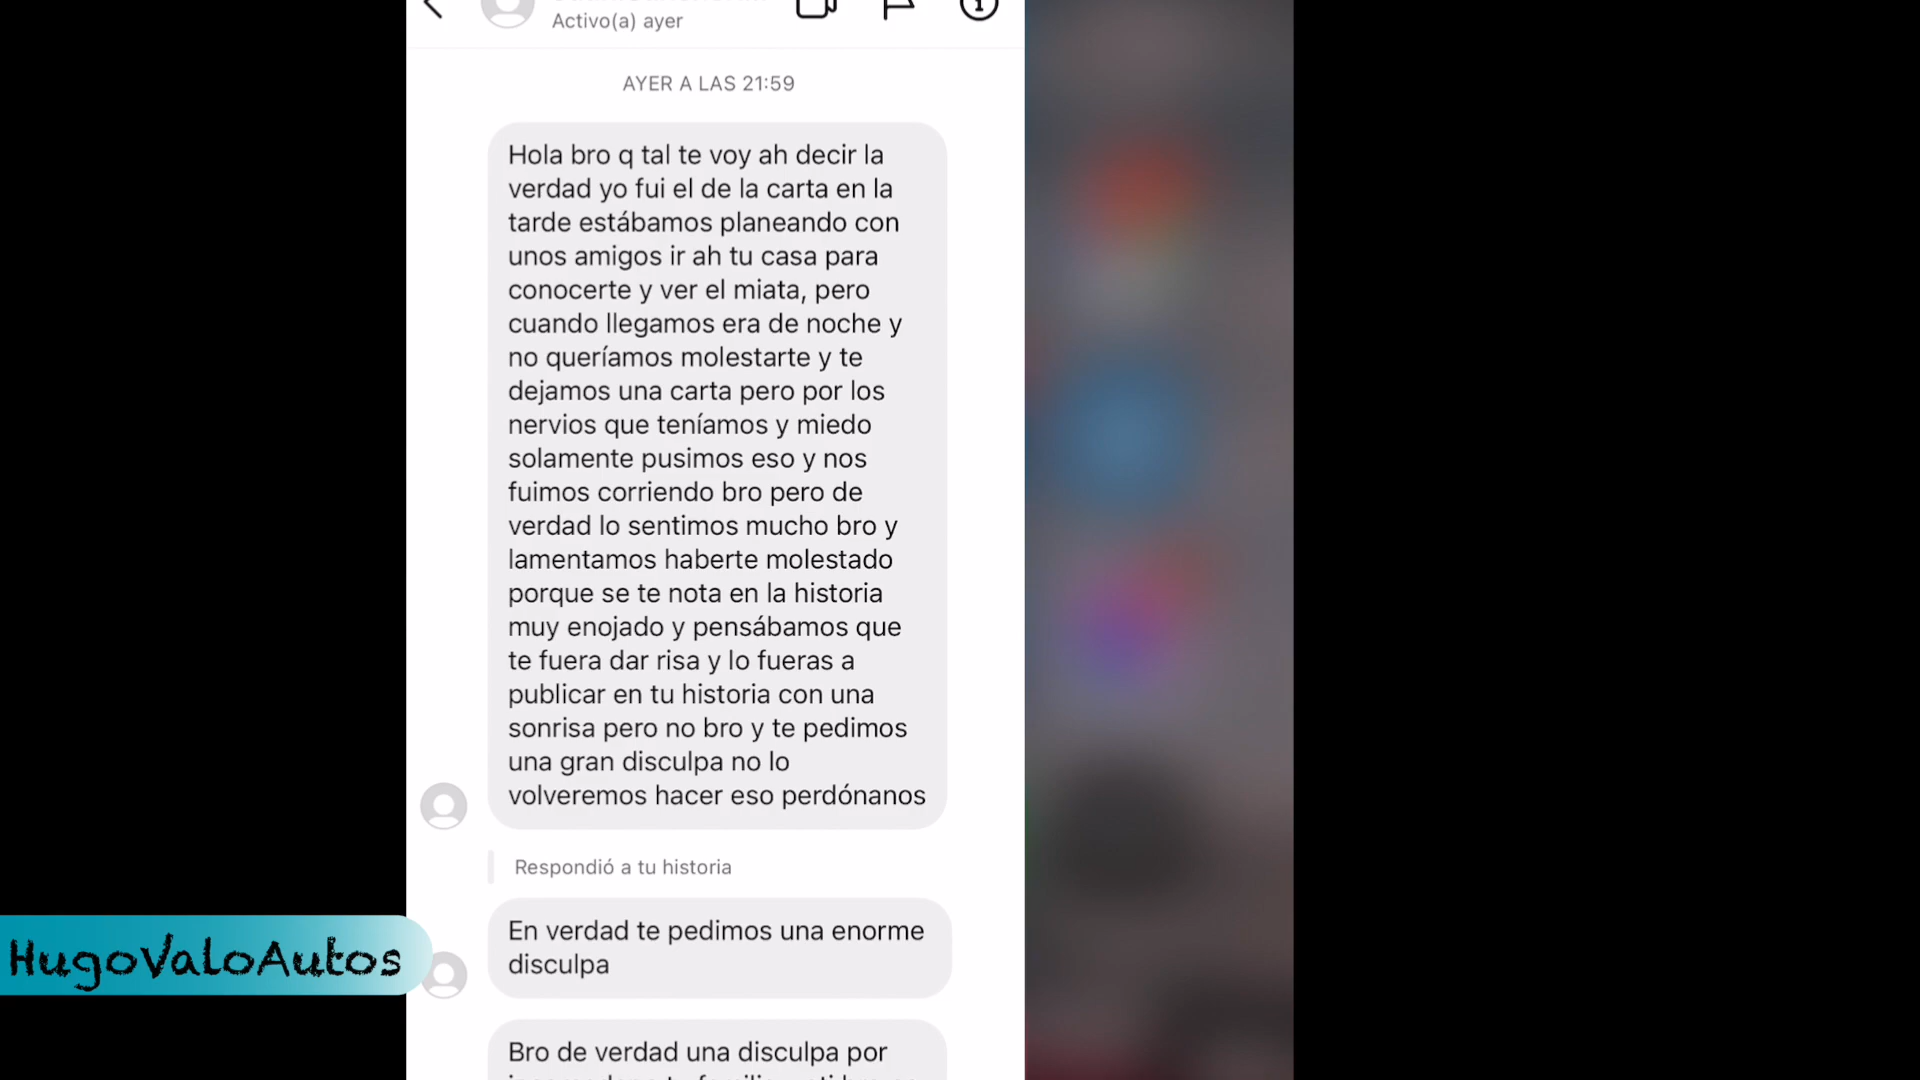 Activo(a) ayer
AYER A LAS 21:59
Hola bro q tal te voy ah decir la
verdad yo fui el de la carta en la
tarde estábamos planeando con
unos amigos ir ah tu casa para
conocerte y ver el miata, pero
cuando llegamos era de noche y
no queríamos molestarte y te
dejamos una carta pero por los
nervios que teníamos y miedo
solamente pusimos eso y nos
fuimos corriendo bro pero de
verdad lo sentimos mucho bro y
lamentamos haberte molestado
porque se te nota en la historia
muy enojado y pensábamos que
te fuera dar risa y lo fueras a
publicar en tu historia con una
sonrisa pero no bro y te pedimos
una gran disculpa no lo
volveremos hacer eso perdónanos
Respondió a tu historia
En verdad te pedimos una enorme
disculpa
HugoValoAutos
Bro de verdad una disculpa por